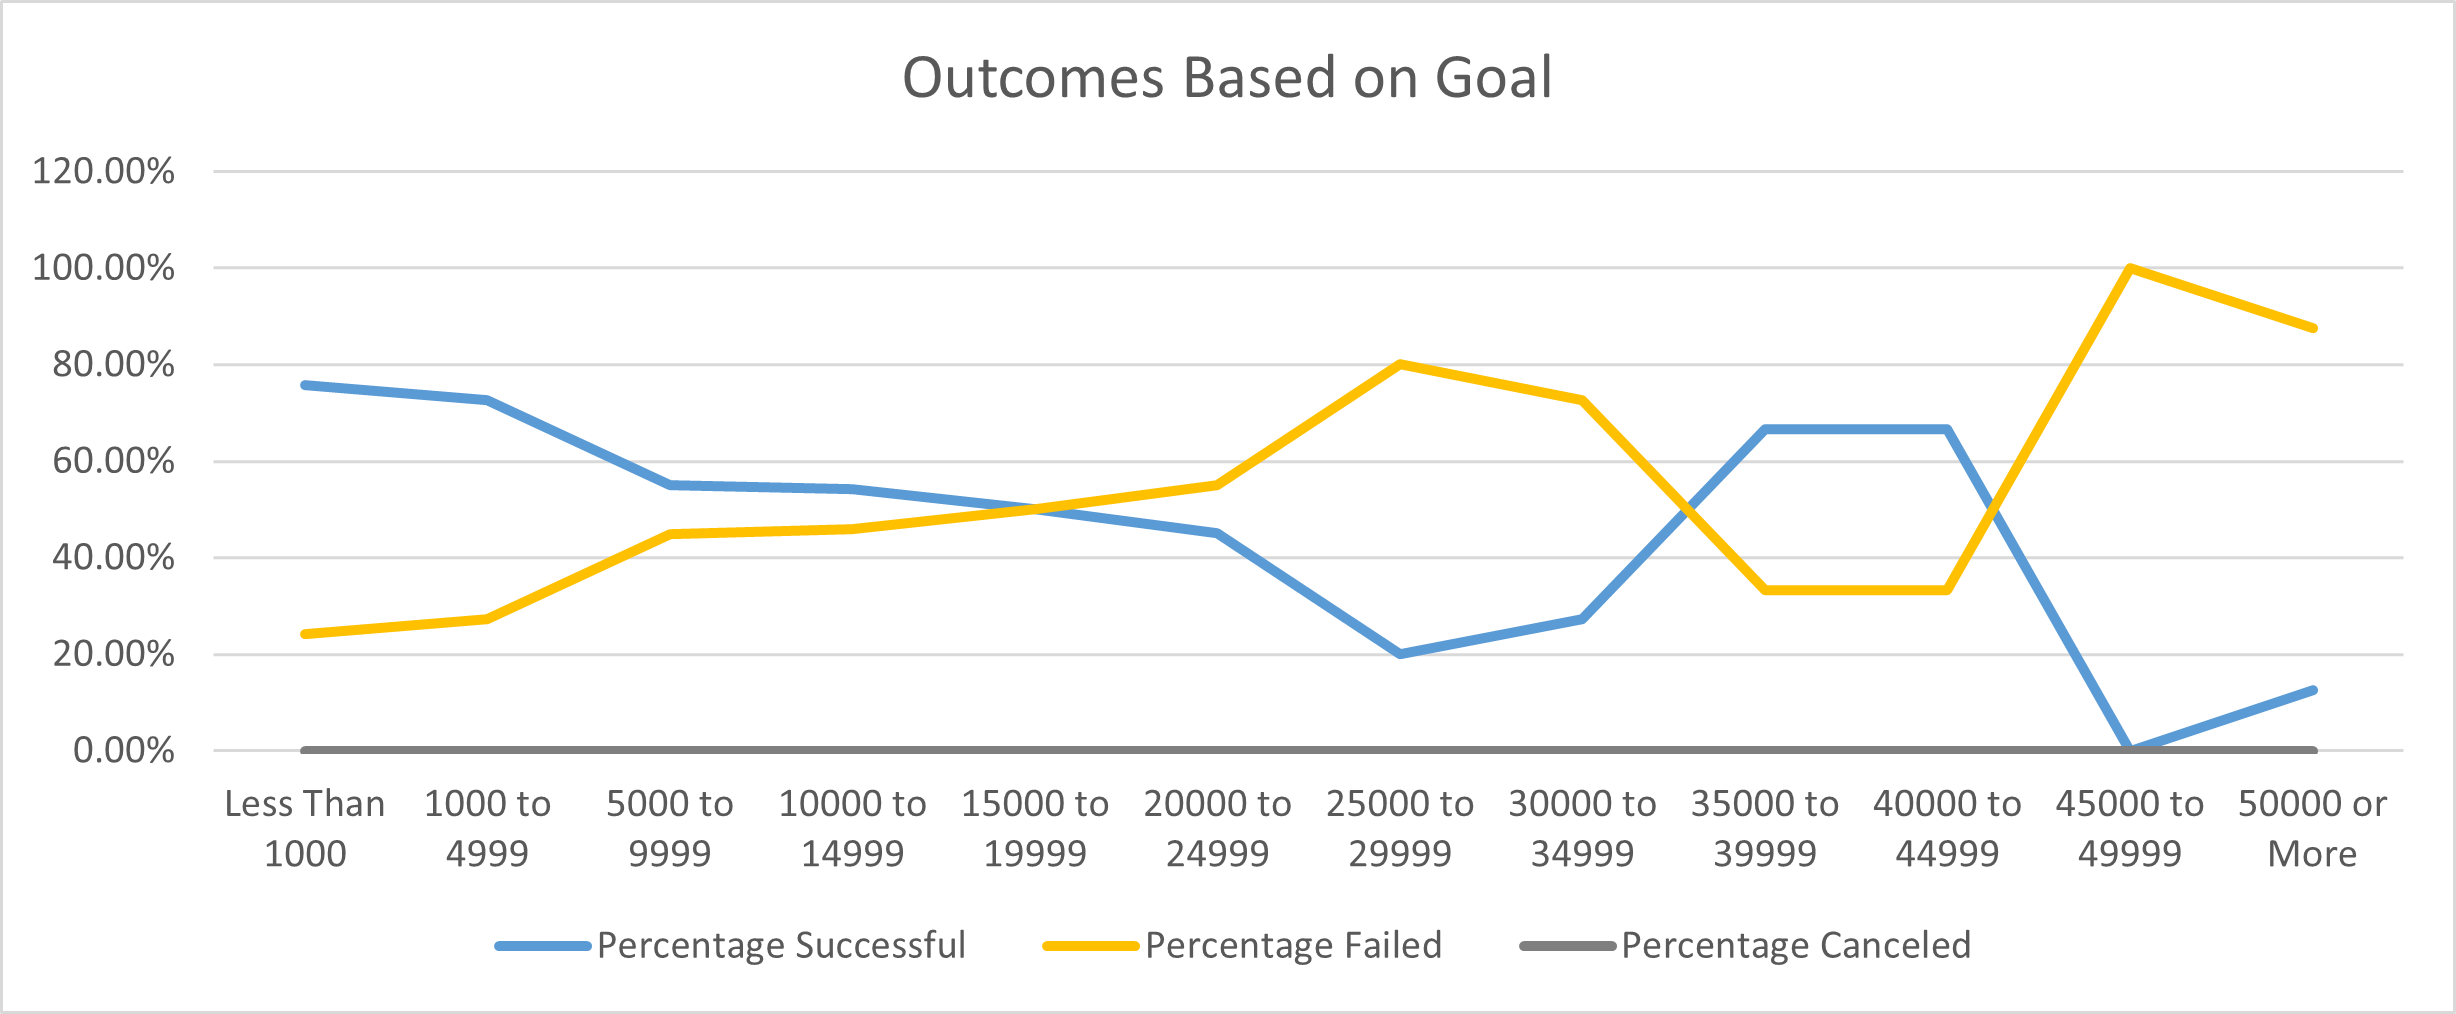 Outcomes Based on Goal
120.00%
100.00%
80.00%
60.00%
40.00%
20.00%
0.00%
Less Than
1000
1000 to
4999
5000 to
9999
10000 to
14999
15000 to
19999
20000 to
24999
25000 to
29999
30000 to
34999
35000 to
39999
40000 to
44999
45000 to
49999
50000 or
More
Percentage Successful
Percentage Failed
Percentage Canceled